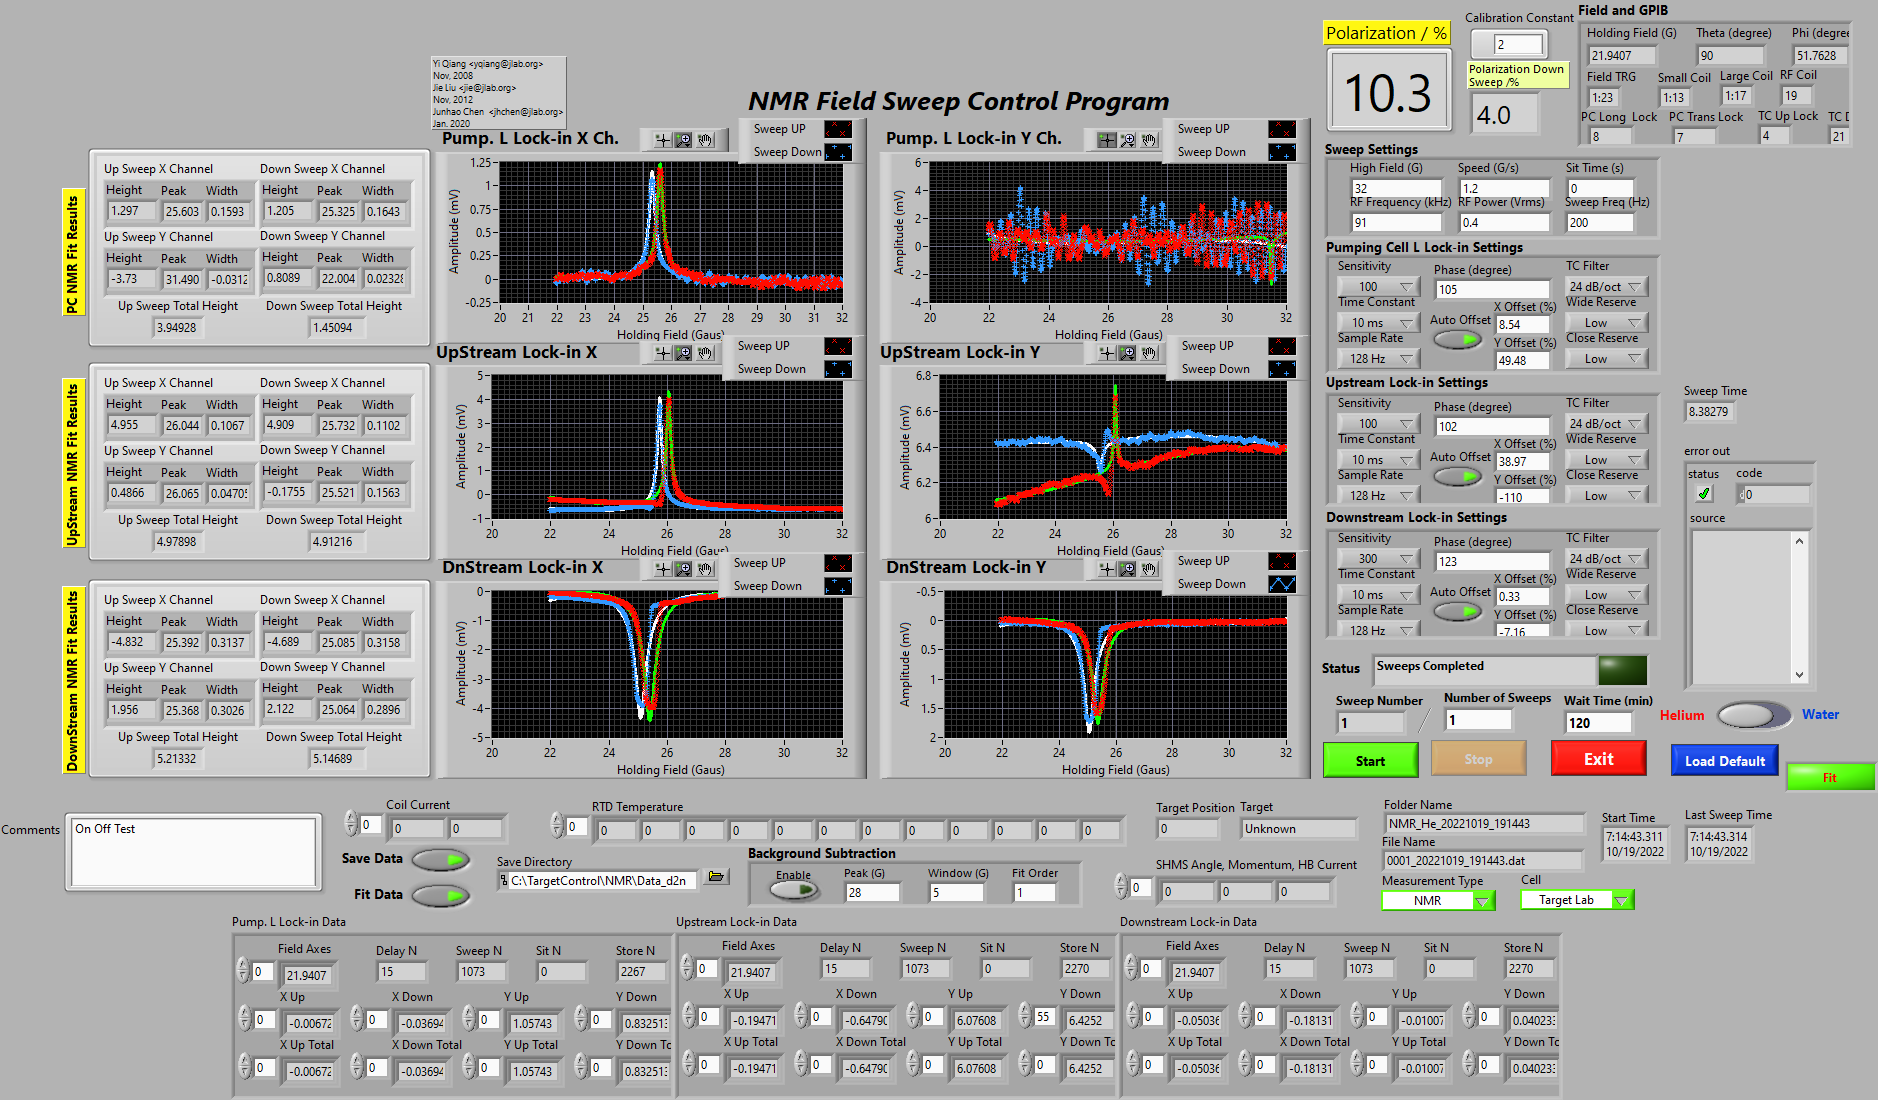 Yi Qiang <yqiang@jlab.org>
Nov, 2008
Jie Liu <jie@jlab.org>
Nov, 2012
Junhao Chen <jhchen@jlab.org>
Jan. 2020
NMR Field Sweep Control Program
Polarization / %
10.3
Calibration Constant
2
Polarization Down
Sweep /%
4.0
Field and GPIB
Holding Field (G) Theta (degree) Phi (degree
21.9407 90 51.7628
Field TRG Small Coil Large Coil RF Coil
1:23 1:13 1:17 19
PC Long Lock PC Trans Lock TC Up Lock TC D
8 7 4 21
PC NMR Fit Results
Up Sweep X Channel Down Sweep X Channel
Height Peak Width Height Peak Width
1.297 25.603 0.1593 1.205 25.325 0.1643
Up Sweep Y Channel Down Sweep Y Channel
Height Peak Width Height Peak Width
-3.73 31.490 -0.0312 0.8089 22.004 0.02328
Up Sweep Total Height Down Sweep Total Height
3.94928 1.45094
UpStream NMR Fit Results
Up Sweep X Channel Down Sweep X Channel
Height Peak Width Height Peak Width
4.955 26.044 0.1067 4.909 25.732 0.1102
Up Sweep Y Channel Down Sweep Y Channel
Height Peak Width Height Peak Width
0.4866 26.065 0.0470 -0.1755 25.521 0.1563
Up Sweep Total Height Down Sweep Total Height
4.97898 4.91216
DownStream NMR Fit Results
Up Sweep X Channel Down Sweep X Channel
Height Peak Width Height Peak Width
-4.832 25.392 0.3137 -4.689 25.085 0.3158
Up Sweep Y Channel Down Sweep Y Channel
Height Peak Width Height Peak Width
1.956 25.368 0.3026 2.122 25.064 0.2896
Up Sweep Total Height Down Sweep Total Height
5.21332 5.14689
Pump. L Lock-in X Ch.
Sweep UP
Sweep Down
Amplitude (mV)
1.25
1
0.75
0.5
0.25
0
-0.25
20 21 22 23 24 25 26 27 28 29 30 31 32
Holding Field (Gaus)
Pump. L Lock-in Y Ch.
Sweep UP
Sweep Down
Amplitude (mV)
6
4
2
0
-2
-4
20 22 24 26 28 30 32
Holding Field (Gaus)
UpStream Lock-in X
Sweep UP
Sweep Down
Amplitude (mV)
5
4
3
2
1
0
-1
20 22 24 26 28 30 32
Holding Field (Gaus)
UpStream Lock-in Y
Sweep UP
Sweep Down
Amplitude (mV)
6.8
6.6
6.4
6.2
6
20 22 24 26 28 30 32
Holding Field (Gaus)
DnStream Lock-in X
Sweep UP
Sweep Down
Amplitude (mV)
0
-1
-2
-3
-4
-5
20 22 24 26 28 30 32
Holding Field (Gaus)
DnStream Lock-in Y
Sweep UP
Sweep Down
Amplitude (mV)
-0.5
0
0.5
1
1.5
2
20 22 24 26 28 30 32
Holding Field (Gaus)
Sweep Settings
High Field (G) Speed (G/s) Sit Time (s)
32 1.2 0
RF Frequency (kHz) RF Power (Vrms) Sweep Freq (Hz)
91 0.4 200
Pumping Cell L Lock-in Settings
Sensitivity Phase (degree) TC Filter
100 105 24 dB/oct
Time Constant X Offset (%) Wide Reserve
10 ms Auto Offset 8.54 Low
Sample Rate Y Offset (%) Close Reserve
128 Hz 49.48 Low
Upstream Lock-in Settings
Sensitivity Phase (degree) TC Filter
100 102 24 dB/oct
Time Constant X Offset (%) Wide Reserve
10 ms Auto Offset 38.97 Low
Sample Rate Y Offset (%) Close Reserve
128 Hz -110 Low
Downstream Lock-in Settings
Sensitivity Phase (degree) TC Filter
300 123 24 dB/oct
Time Constant X Offset (%) Wide Reserve
10 ms Auto Offset 0.33 Low
Sample Rate Y Offset (%) Close Reserve
128 Hz -7.16 Low
Sweep Time
8.38279
error out
status code
0
source
Status Sweeps Completed
Sweep Number Number of Sweeps Wait Time (min)
1 / 1 120
Helium Water
Start Stop Exit Load Default Fit
Comments On Off Test
Coil Current
0 0 0
Save Data
Fit Data
RTD Temperature
0 0 0 0 0 0 0 0 0 0 0 0 0
Save Directory
C:\TargetControl\NMR\Data_d2n
Background Subtraction
Enable Peak (G) Window (G) Fit Order
28 5 1
Target Position Target
0 Unknown
SHMS Angle, Momentum, HB Current
0 0 0 0
Folder Name
NMR_He_20221019_191443
File Name
0001_20221019_191443.dat
Measurement Type Cell
NMR Target Lab
Start Time
7:14:43.311
10/19/2022
Last Sweep Time
7:14:43.314
10/19/2022
Pump. L Lock-in Data
Field Axes Delay N Sweep N Sit N Store N
0 21.9407 15 1073 0 2267
X Up X Down Y Up Y Down
0 -0.00672 0 -0.03694 0 1.05743 0 0.832513
X Up Total X Down Total Y Up Total Y Down To
0 -0.00672 0 -0.03694 0 1.05743 0 0.832513
Upstream Lock-in Data
Field Axes Delay N Sweep N Sit N Store N
0 21.9407 15 1073 0 2270
X Up X Down Y Up Y Down
0 -0.19471 0 -0.64790 0 6.07608 55 6.4252
X Up Total X Down Total Y Up Total Y Down To
0 -0.19471 0 -0.64790 0 6.07608 0 6.4252
Downstream Lock-in Data
Field Axes Delay N Sweep N Sit N Store N
0 21.9407 15 1073 0 2270
X Up X Down Y Up Y Down
0 -0.05036 0 -0.18131 0 -0.01007 0 0.040233
X Up Total X Down Total Y Up Total Y Down To
0 -0.05036 0 -0.18131 0 -0.01007 0 0.040233